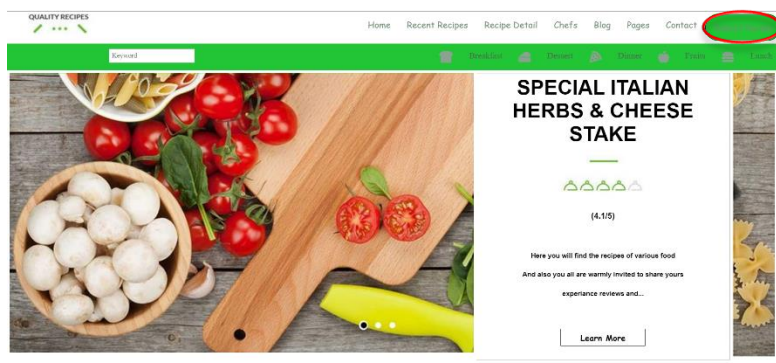 QUALITY RECIPES
Home Recent Recipes Recipe Detail Chefs Blog Pages Contact
Keyword Breakfast Dessert Dinner Fruits Lunch
SPECIAL ITALIAN
HERBS & CHEESE
STAKE
(4.1/5)
Here you will find the recipes of various food
And also you all are warmly invited to share yours
experiance reviews and...
Learn More